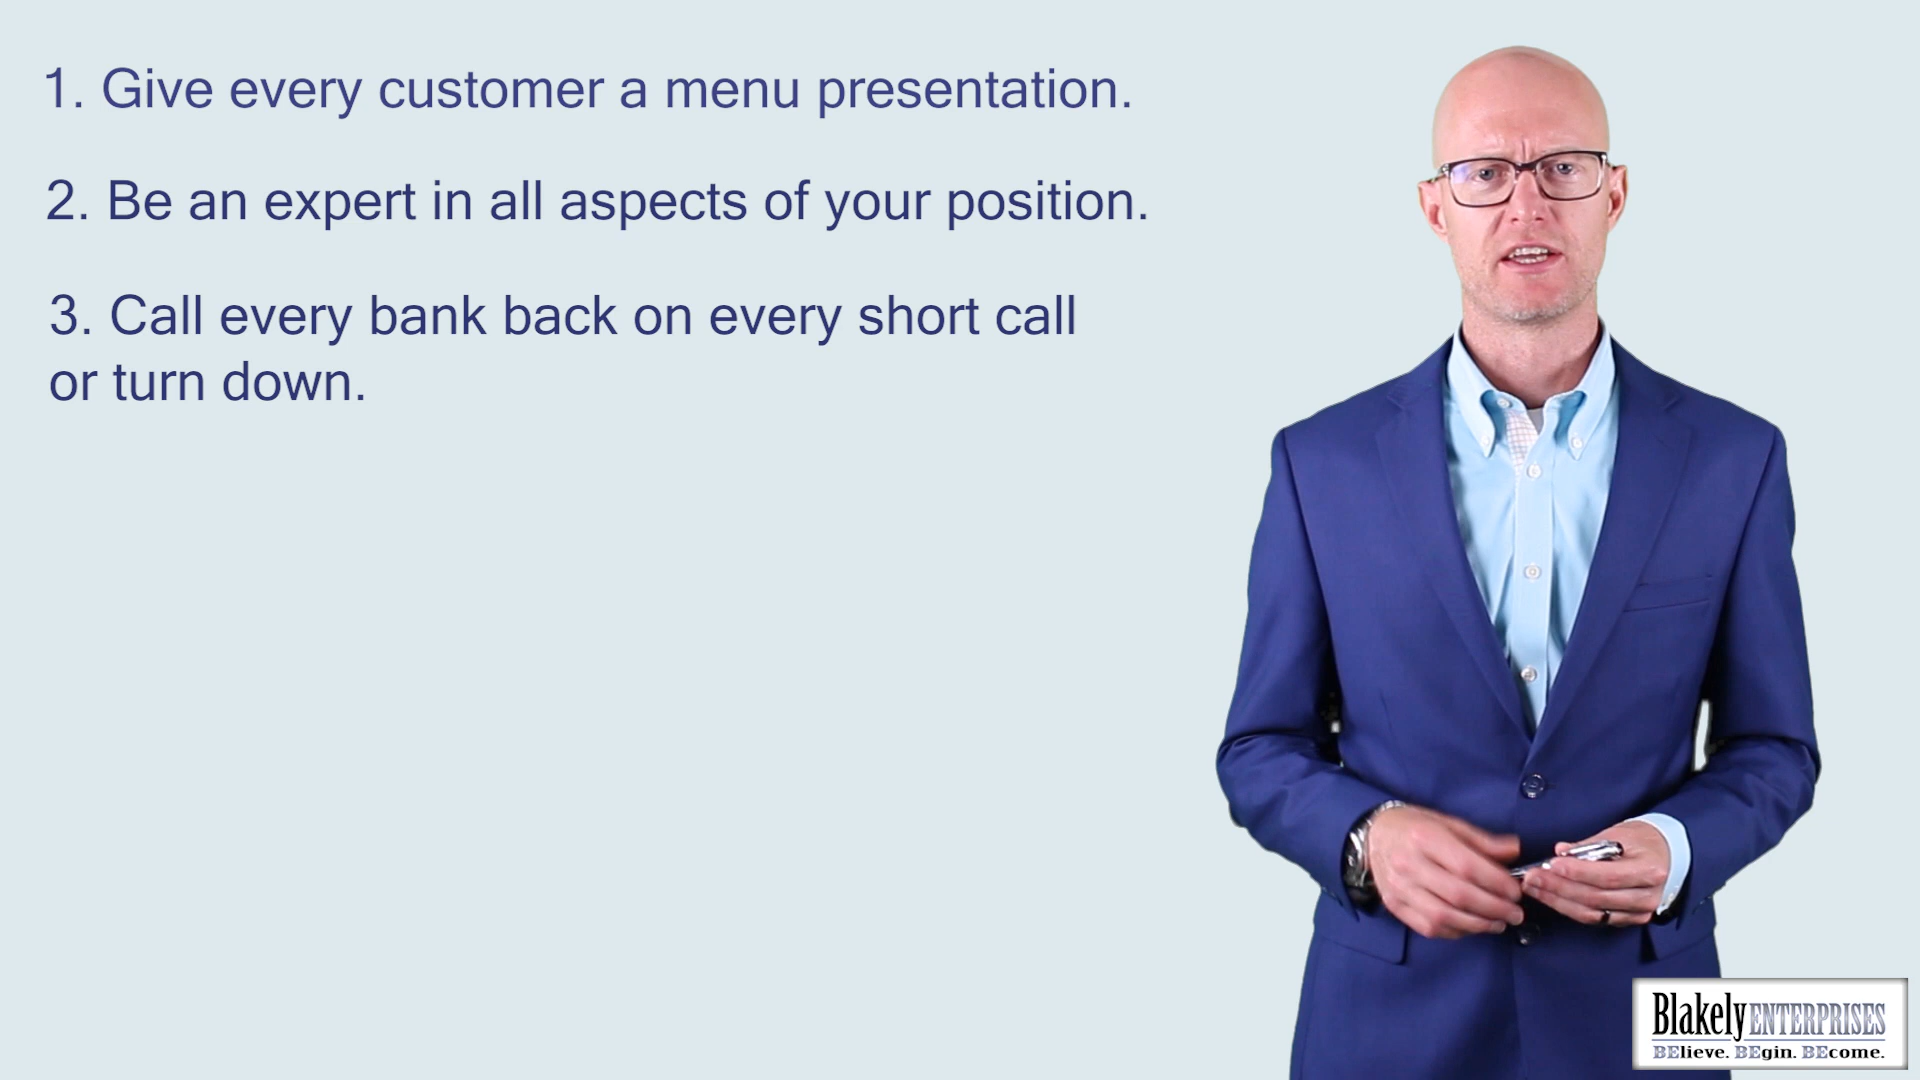 1. Give every customer a menu presentation.
2. Be an expert in all aspects of your position.
3. Call every bank back on every short call
or turn down.
Blakely ENTERPRISES
BElieve. BEgin. BEcome.